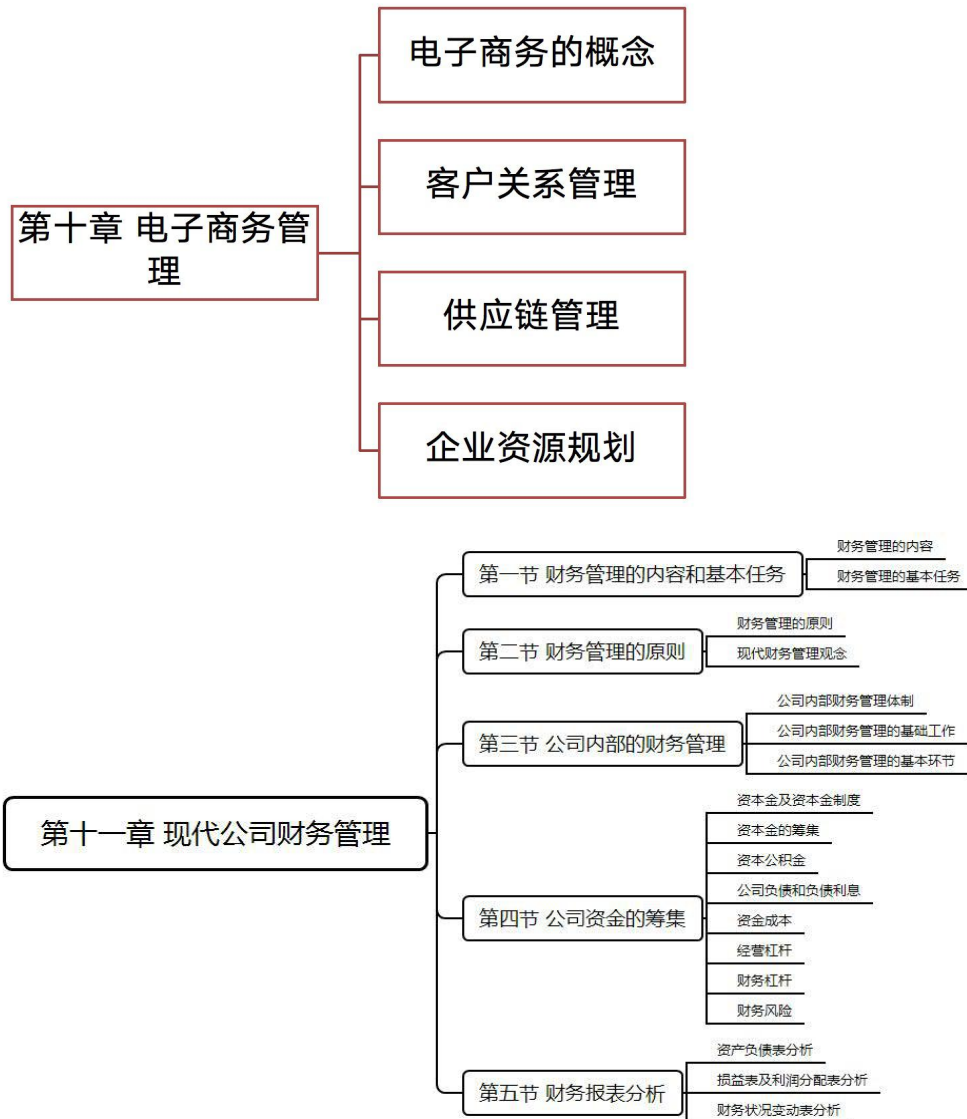 电子商务的概念
客户关系管理
第十章 电子商务管
理
供应链管理
企业资源规划
第十一章 现代公司财务管理
第一节 财务管理的内容和基本任务
财务管理的内容
财务管理的基本任务
第二节 财务管理的原则
财务管理的原则
现代财务管理观念
第三节 公司内部的财务管理
公司内部财务管理体制
公司内部财务管理的基础工作
公司内部财务管理的基本环节
第四节 公司资金的筹集
资本金及资本金制度
资本金的筹集
资本公积金
公司负债和负债利息
资金成本
经营杠杆
财务杠杆
财务风险
第五节 财务报表分析
资产负债表分析
损益表及利润分配表分析
财务状况变动表分析